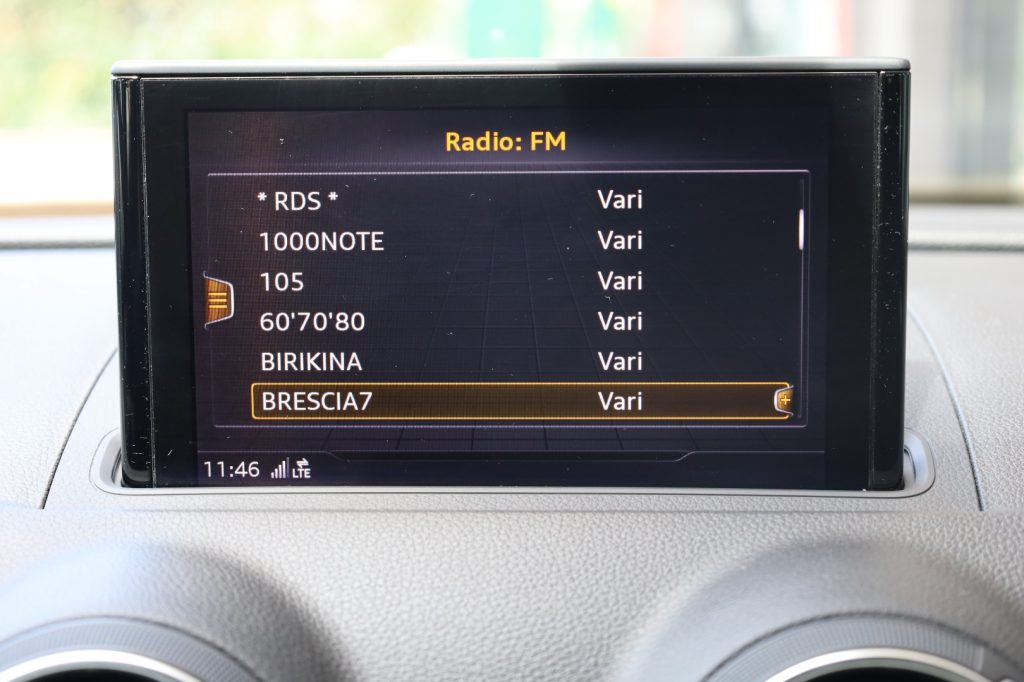 Radio: FM
* RDS * Vari
1000NOTE Vari
105 Vari
60'70'80 Vari
BIRIKINA Vari
BRESCIA7 Vari
11:46 LTE